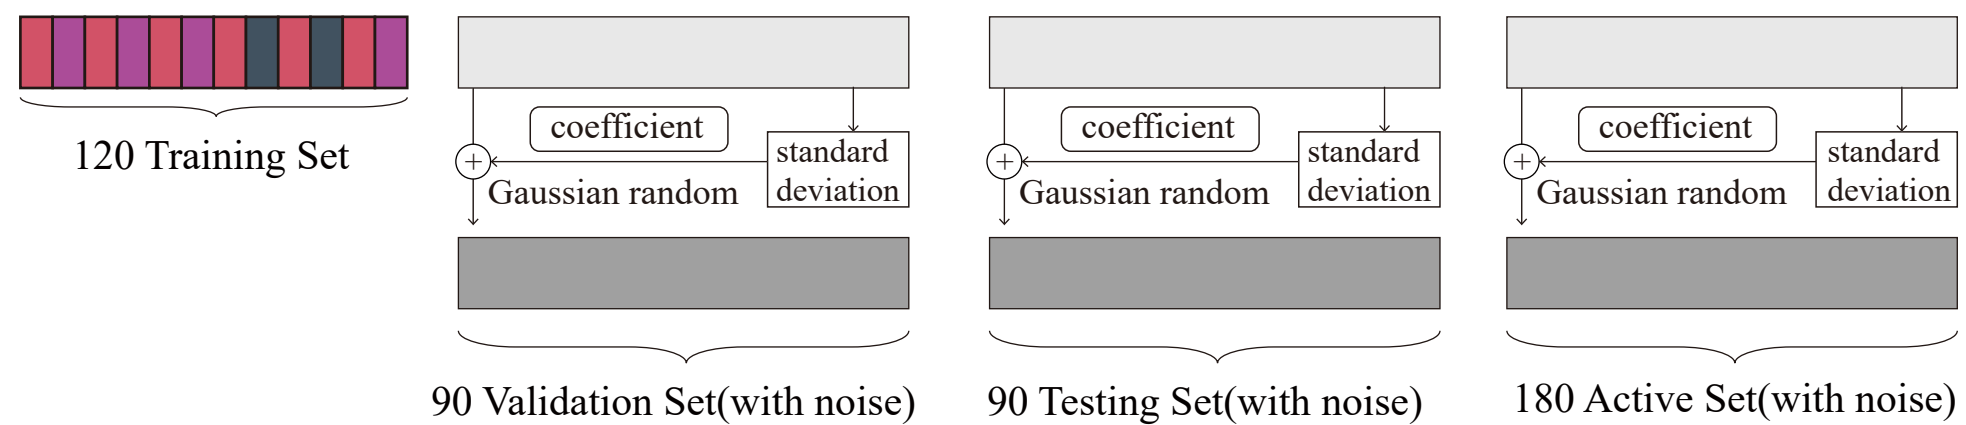 120 Training Set
coefficient
standard
deviation
+
Gaussian random
90 Validation Set(with noise)
coefficient
standard
deviation
+
Gaussian random
90 Testing Set(with noise)
coefficient
standard
deviation
+
Gaussian random
180 Active Set(with noise)